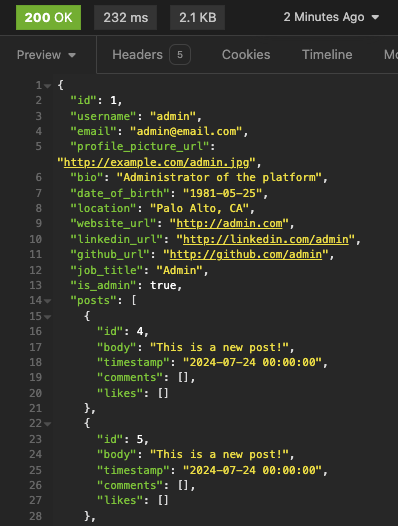 200 OK 232 ms 2.1 KB 2 Minutes Ago
Preview Headers 5 Cookies Timeline Mo
1 {
2 "id": 1,
3 "username": "admin",
4 "email": "admin@email.com",
5 "profile_picture_url":
"http://example.com/admin.jpg",
6 "bio": "Administrator of the platform",
7 "date_of_birth": "1981-05-25",
8 "location": "Palo Alto, CA",
9 "website_url": "http://admin.com",
10 "linkedin_url": "http://linkedin.com/admin",
11 "github_url": "http://github.com/admin",
12 "job_title": "Admin",
13 "is_admin": true,
14 "posts": [
15 {
16 "id": 4,
17 "body": "This is a new post!",
18 "timestamp": "2024-07-24 00:00:00",
19 "comments": [],
20 "likes": []
21 },
22 {
23 "id": 5,
24 "body": "This is a new post!",
25 "timestamp": "2024-07-24 00:00:00",
26 "comments": [],
27 "likes": []
28 },